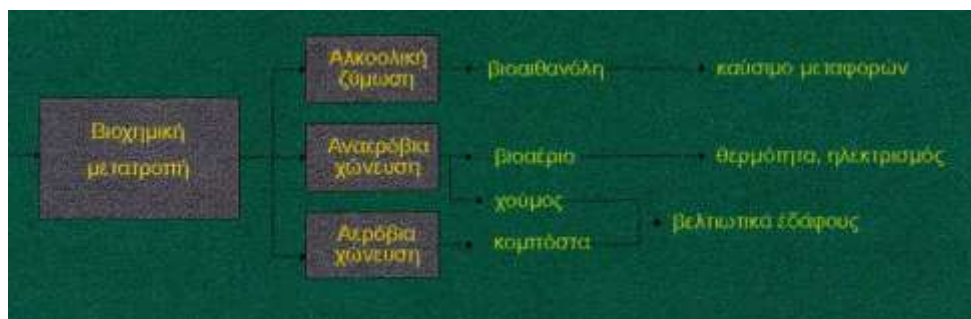 Βιοχημική
μετατροπή
Αλκοολική
ζύμωση
βιοαιθανόλη
καύσιμο μεταφορών
Αναερόβια
χώνευση
βιοαέριο
θερμότητα, ηλεκτρισμός
χούμος
βελτιωτικά εδάφους
Αερόβια
χώνευση
κομπόστα